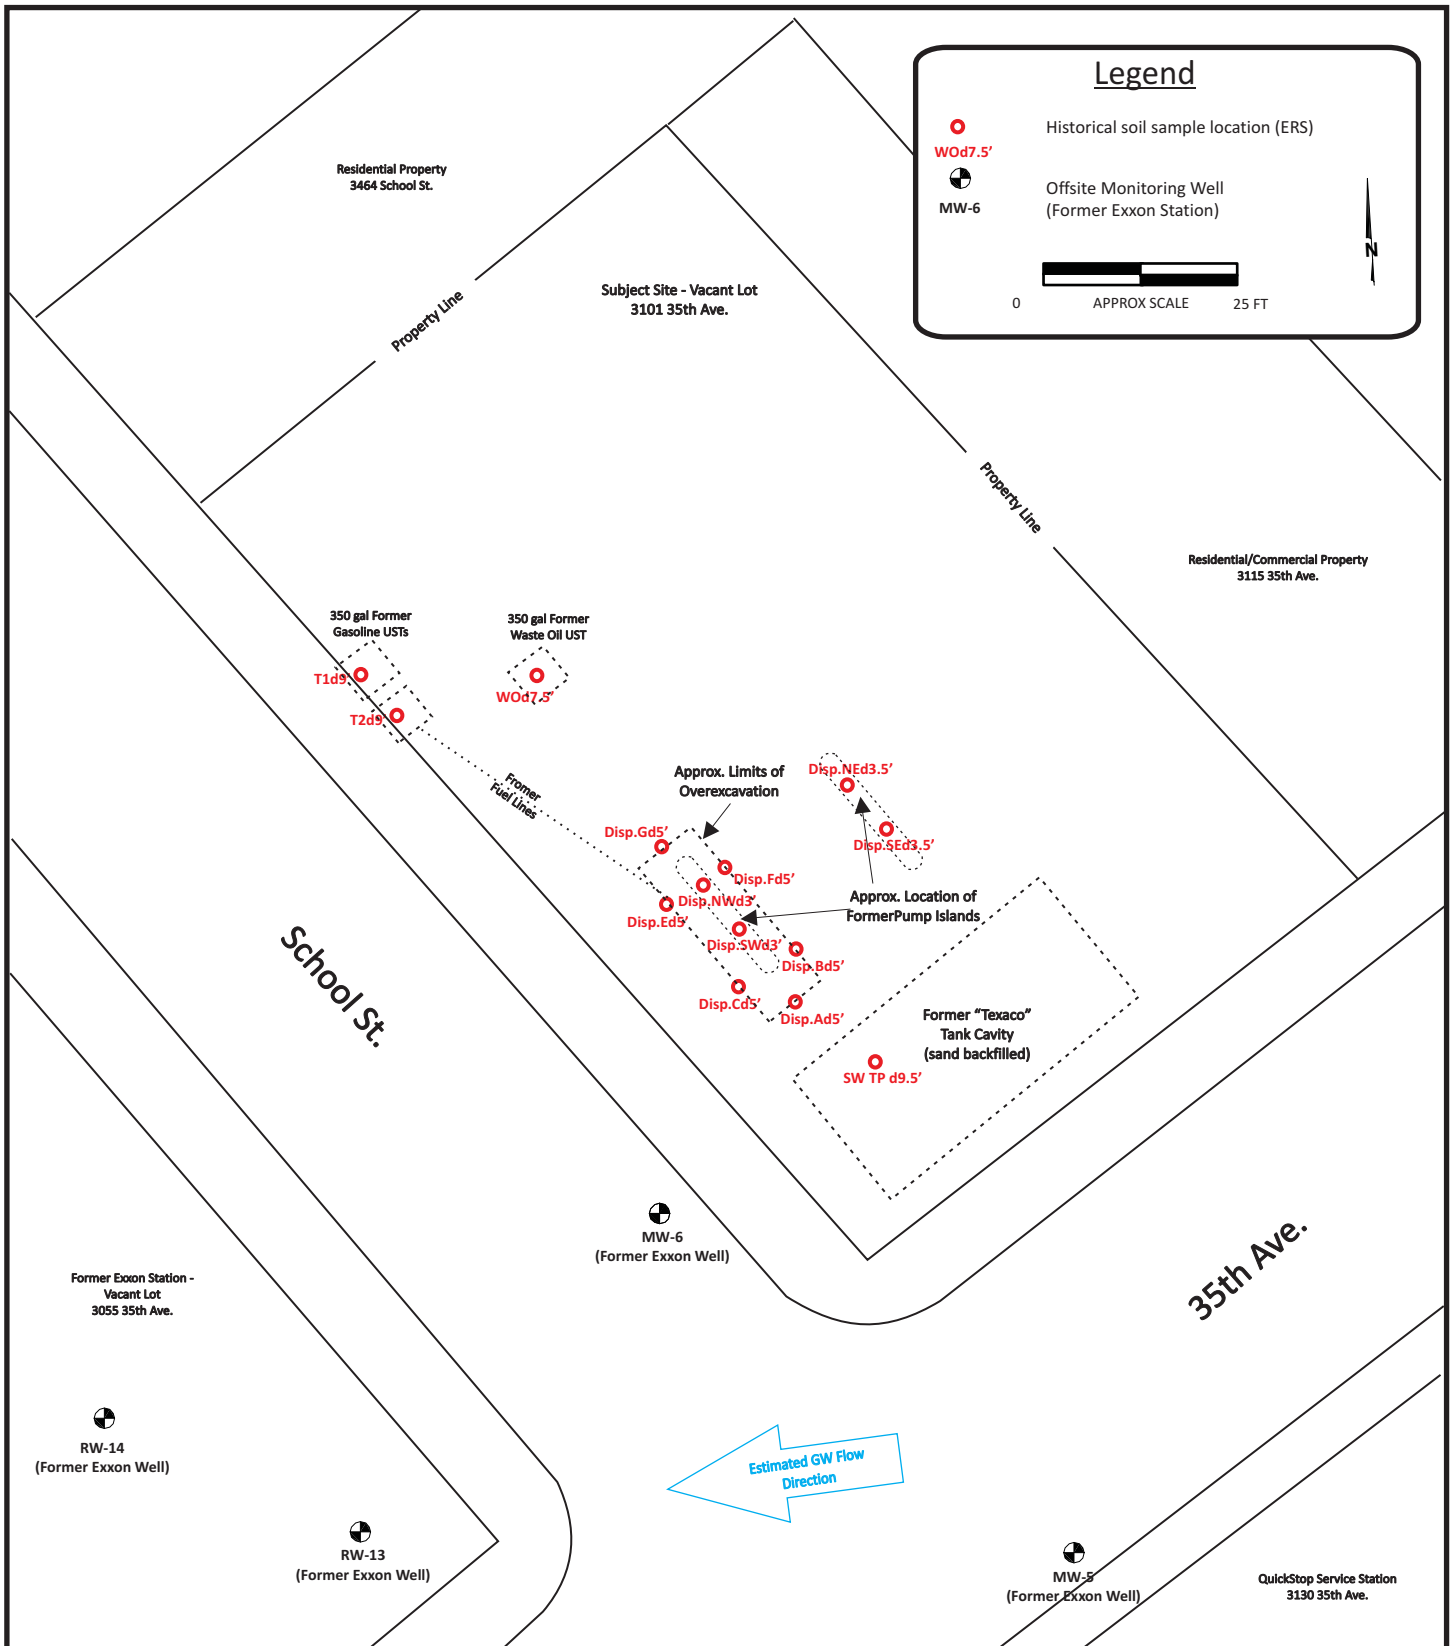 Legend
Historical soil sample location (ERS)
WOd7.5’
Offsite Monitoring Well
(Former Exxon Station)
MW-6
N
0
APPROX SCALE
25 FT
Residential Property
3464 School St.
Subject Site - Vacant Lot
3101 35th Ave.
Property Line
Property Line
Residential/Commercial Property
3115 35th Ave.
350 gal Former
Gasoline USTs
350 gal Former
Waste Oil UST
T1d9’
WOd7.5’
T2d9’
Fromer
Fuel Lines
Approx. Limits of
Overexcavation
Disp.NEd3.5’
Disp.SEd3.5’
Disp.Gd5’
Disp.Fd5’
Disp.NWd3’
Disp.Ed5’
Approx. Location of
FormerPump Islands
Disp.SWd3’
Disp.Bd5’
Disp.Cd5’
Disp.Ad5’
Former “Texaco”
Tank Cavity
(sand backfilled)
SW TP d9.5’
School St.
35th Ave.
MW-6
(Former Exxon Well)
Former Exxon Station -
Vacant Lot
3055 35th Ave.
RW-14
(Former Exxon Well)
Estimated GW Flow
Direction
RW-13
(Former Exxon Well)
MW-5
(Former Exxon Well)
QuickStop Service Station
3130 35th Ave.